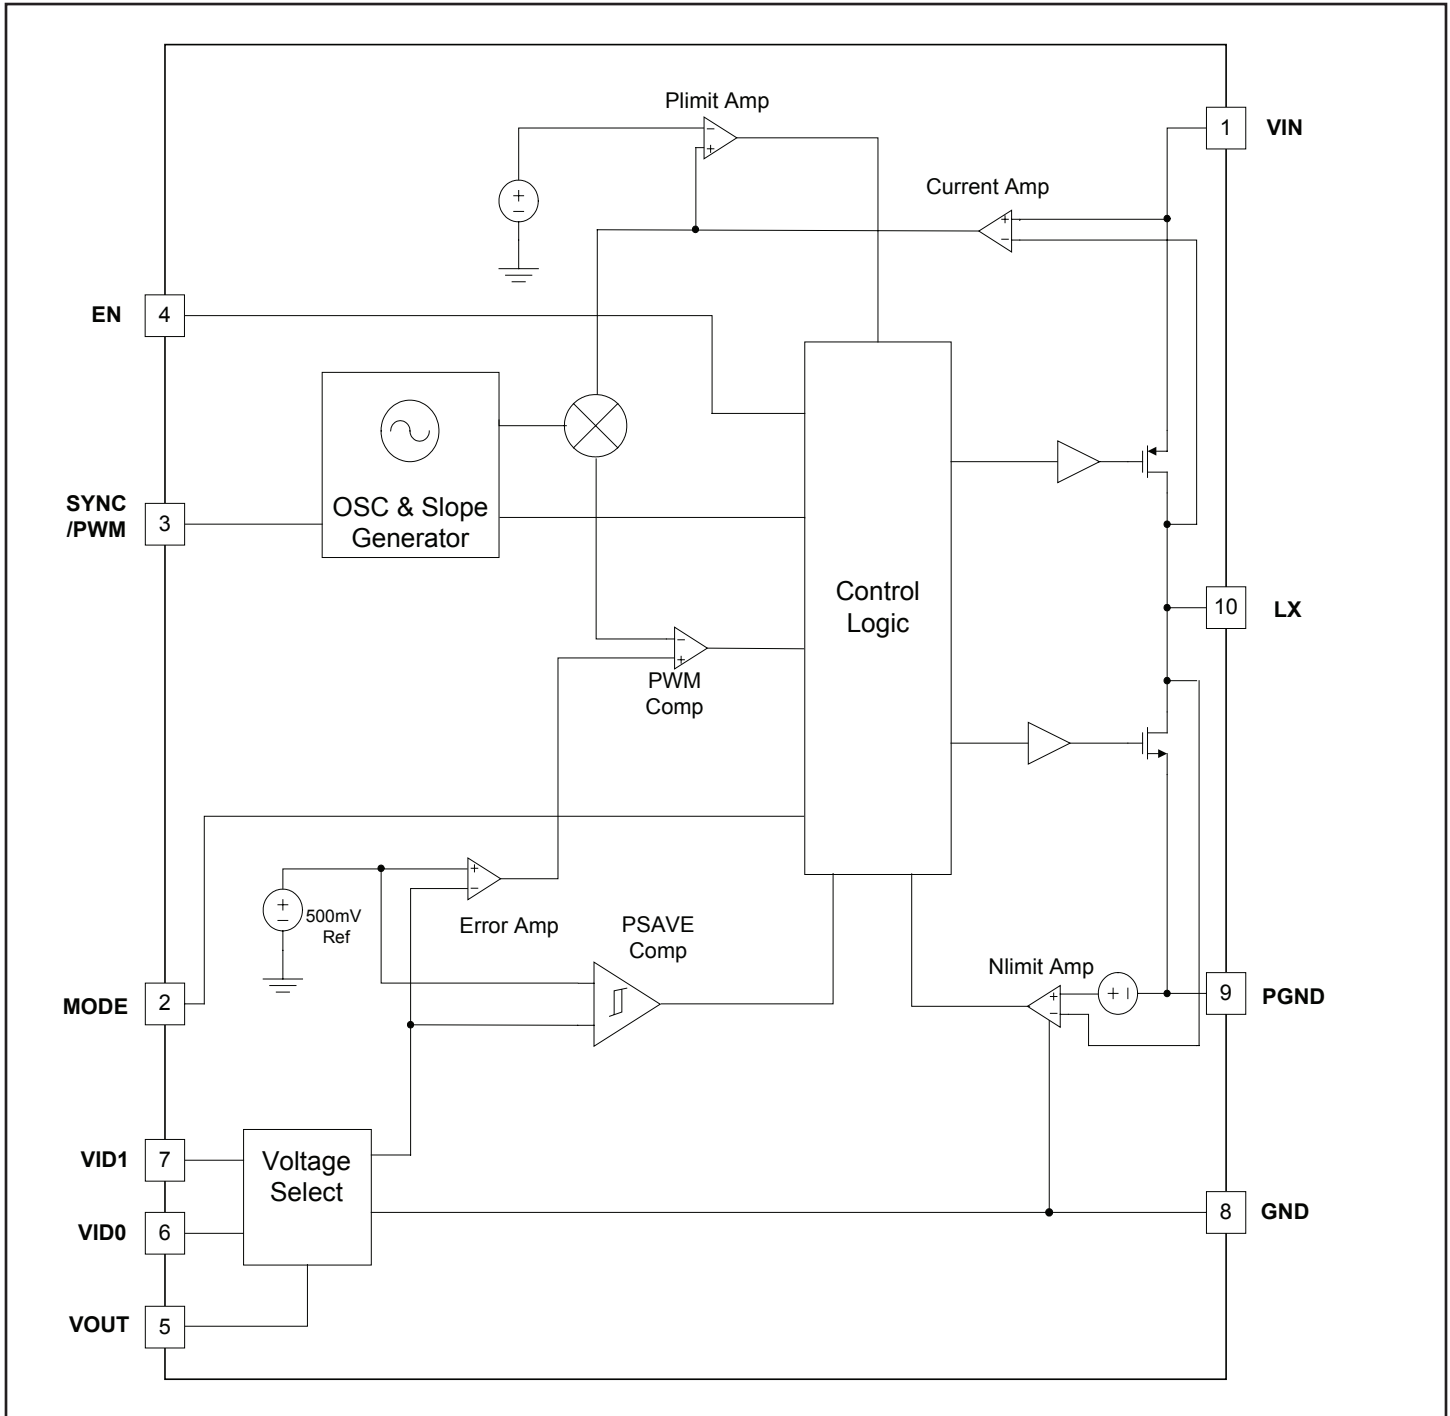 Plimit Amp
1
VIN
Current Amp
EN
4
SYNC
/PWM
3
OSC & Slope
Generator
Control
Logic
10
LX
PWM
Comp
500mV
Ref
Error Amp
PSAVE
Comp
Nlimit Amp
MODE
2
9
PGND
VID1
7
Voltage
Select
VID0
6
8
GND
VOUT
5